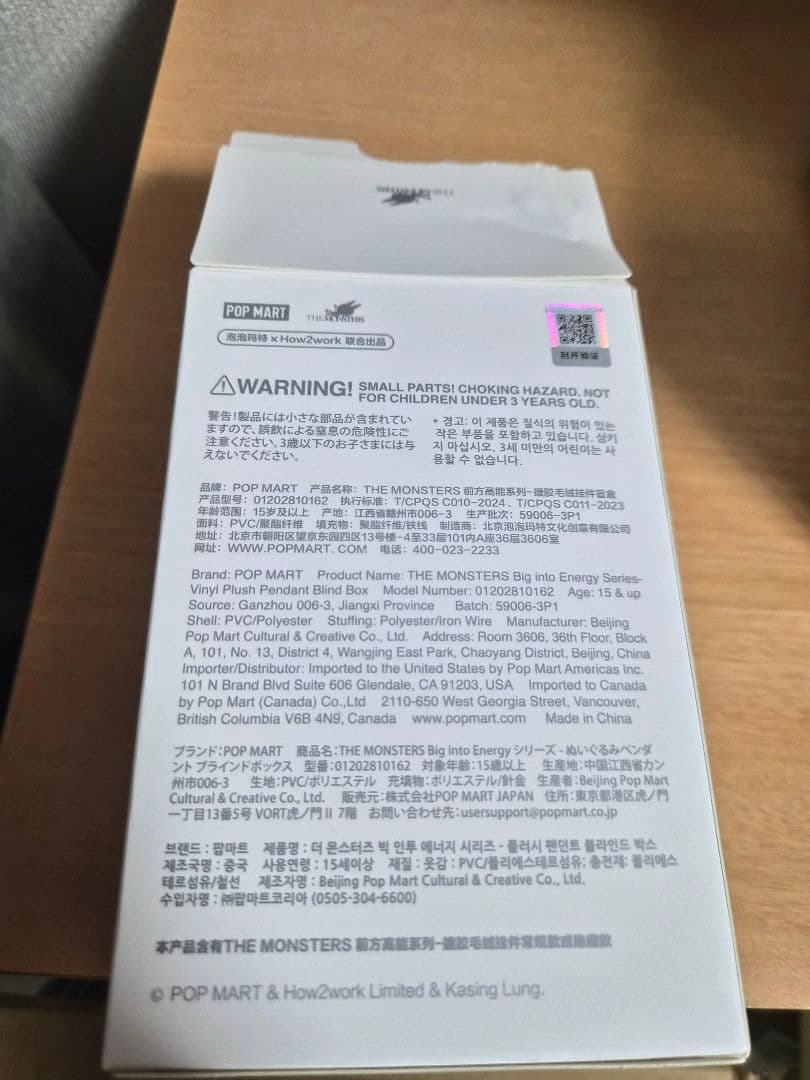 POP MART
THE MONSTERS
泡泡玛特 × How2work 联合出品
刮开验证
WARNING! SMALL PARTS! CHOKING HAZARD. NOT
FOR CHILDREN UNDER 3 YEARS OLD.
警告!製品には小さな部品が含まれてい
ますので、誤飲による窒息の危険性にご
注意ください。3歳以下のお子さまには与
えないでください。
* 경고: 이 제품은 질식의 위험이 있는
작은 부품을 포함하고 있습니다. 삼키
지 마십시오, 3세 미만의 어린이는 사
용할 수 없습니다.
品牌：POP MART 产品名称：THE MONSTERS 前方高能系列-搪胶毛绒挂件盲盒
产品型号：01202810162 执行标准：T/CPQS C010-2024、T/CPQS C011-2023
年龄范围：15岁及以上 产地：江西省赣州市006-3 生产批次：59006-3P1
面料：PVC/聚酯纤维 填充物：聚酯纤维/铁线 制造商：北京泡泡玛特文化创意有限公司
地址：北京市朝阳区望京东园四区13号楼-4至33层101内A座36层3606室
网址：WWW.POPMART.COM 电话：400-023-2233
Brand: POP MART Product Name: THE MONSTERS Big into Energy Series-
Vinyl Plush Pendant Blind Box Model Number: 01202810162 Age: 15 & up
Source: Ganzhou 006-3, Jiangxi Province Batch: 59006-3P1
Shell: PVC/Polyester Stuffing: Polyester/Iron Wire Manufacturer: Beijing
Pop Mart Cultural & Creative Co., Ltd. Address: Room 3606, 36th Floor, Block
A, 101, No. 13, District 4, Wangjing East Park, Chaoyang District, Beijing, China
Importer/Distributor: Imported to the United States by Pop Mart Americas Inc.
101 N Brand Blvd Suite 606 Glendale, CA 91203, USA Imported to Canada
by Pop Mart (Canada) Co.,Ltd 2110-650 West Georgia Street, Vancouver,
British Columbia V6B 4N9, Canada www.popmart.com Made in China
ブランド：POP MART 商品名：THE MONSTERS Big into Energy シリーズ - ぬいぐるみペンダ
ント ブラインドボックス 型番：01202810162 対象年齢：15歳以上 生産地：中国江西省カン
州市006-3 生地：PVC/ポリエステル 充填物：ポリエステル/針金 生産者：Beijing Pop Mart
Cultural & Creative Co., Ltd. 販売元：株式会社POP MART JAPAN 住所：東京都港区虎ノ門
一丁目13番5号 VORT虎ノ門Ⅱ 7階 お問い合わせ先：usersupport@popmart.co.jp
브랜드 : 팝마트 제품명 : 더 몬스터즈 빅 인투 에너지 시리즈 - 플러시 팬던트 블라인드 박스
제조국명 : 중국 사용연령 : 15세이상 재질 : 옷감 : PVC/폴리에스테르섬유; 충전재: 폴리에스
테르섬유/철선 제조자명 : Beijing Pop Mart Cultural & Creative Co., Ltd.
수입자명 : ㈜팝마트코리아 (0505-304-6600)
本产品含有THE MONSTERS 前方高能系列-搪胶毛绒挂件常规款或隐藏款
© POP MART & How2work Limited & Kasing Lung.